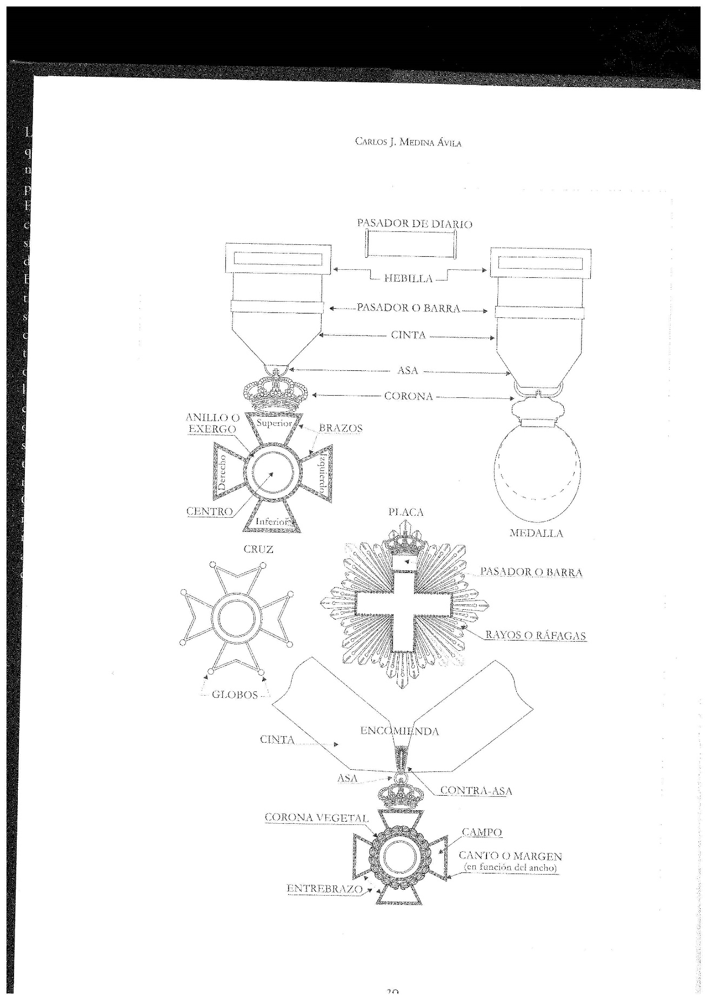 CARLOS J. MEDINA ÁVILA
PASADOR DE DIARIO
HEBILLA
PASADOR O BARRA
CINTA
ASA
CORONA
ANILLO O
EXERGO
Superior
BRAZOS
Derecho
Izquierdo
CENTRO
Inferior
CRUZ
PLACA
MEDALLA
PASADOR O BARRA
RAYOS O RÁFAGAS
GLOBOS
ENCOMIENDA
CINTA
ASA
CONTRA-ASA
CORONA VEGETAL
CAMPO
CANTO O MARGEN
(en función del ancho)
ENTREBRAZO